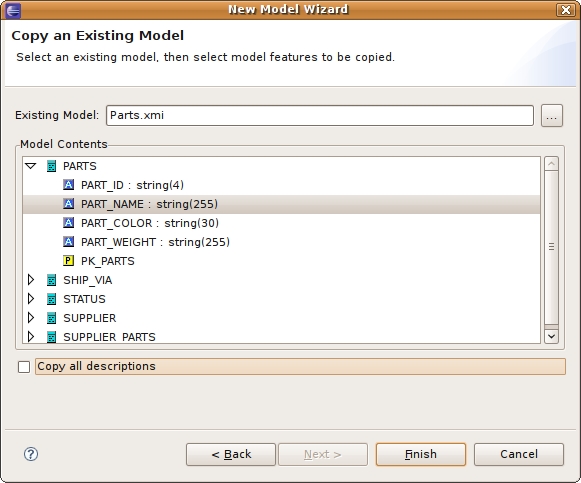 New Model Wizard
Copy an Existing Model
Select an existing model, then select model features to be copied.
Existing Model: Parts.xmi ...
Model Contents
PARTS
PART_ID : string(4)
PART_NAME : string(255)
PART_COLOR : string(30)
PART_WEIGHT : string(255)
PK_PARTS
SHIP_VIA
STATUS
SUPPLIER
SUPPLIER_PARTS
Copy all descriptions
? < Back Next > Finish Cancel